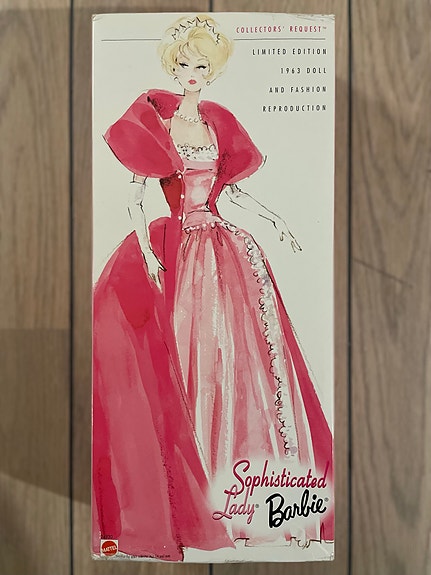 COLLECTORS' REQUEST™
LIMITED EDITION
1963 DOLL
AND FASHION
REPRODUCTION
Sophisticated
Lady® Barbie®
MATTEL